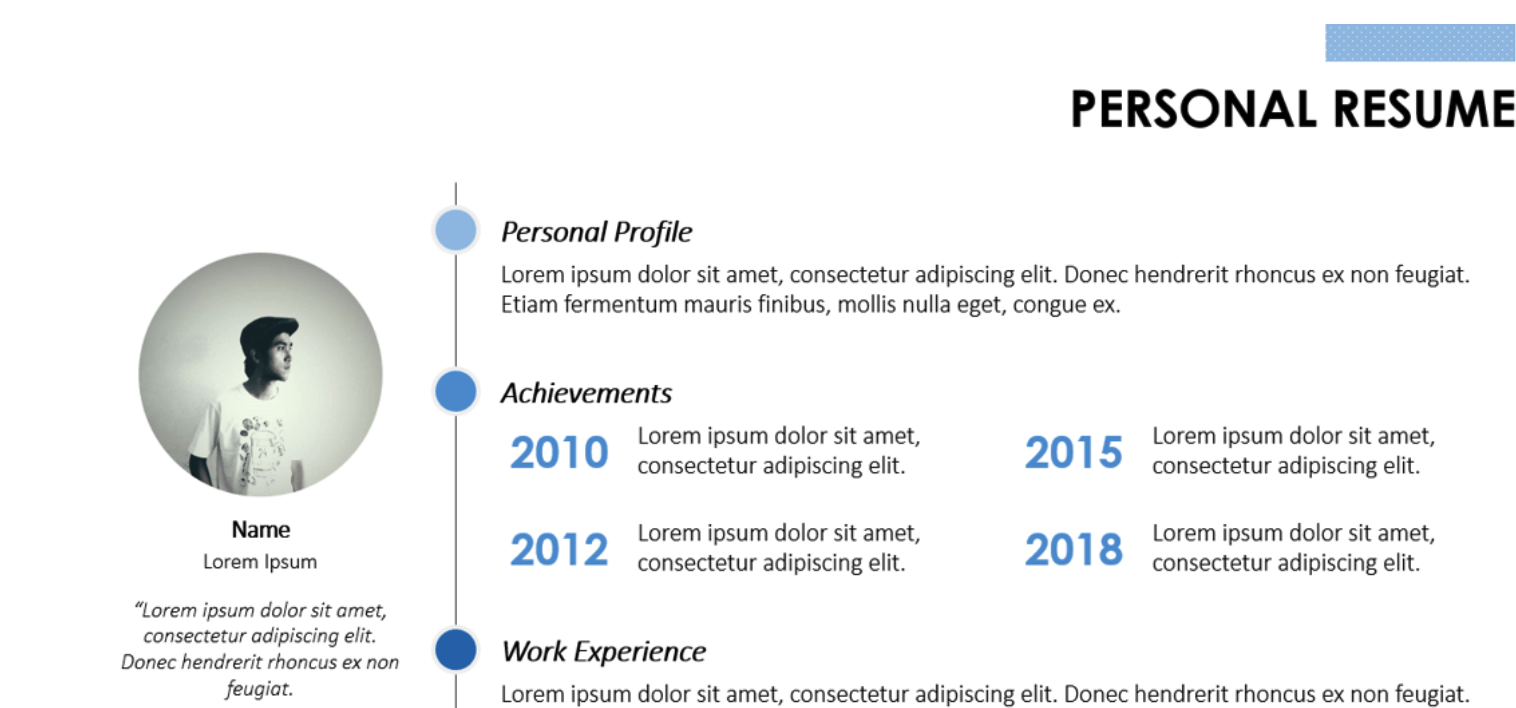 PERSONAL RESUME
Name
Lorem Ipsum
“Lorem ipsum dolor sit amet,
consectetur adipiscing elit.
Donec hendrerit rhoncus ex non
feugiat.
Personal Profile
Lorem ipsum dolor sit amet, consectetur adipiscing elit. Donec hendrerit rhoncus ex non feugiat.
Etiam fermentum mauris finibus, mollis nulla eget, congue ex.
Achievements
2010
Lorem ipsum dolor sit amet,
consectetur adipiscing elit.
2015
Lorem ipsum dolor sit amet,
consectetur adipiscing elit.
2012
Lorem ipsum dolor sit amet,
consectetur adipiscing elit.
2018
Lorem ipsum dolor sit amet,
consectetur adipiscing elit.
Work Experience
Lorem ipsum dolor sit amet, consectetur adipiscing elit. Donec hendrerit rhoncus ex non feugiat.